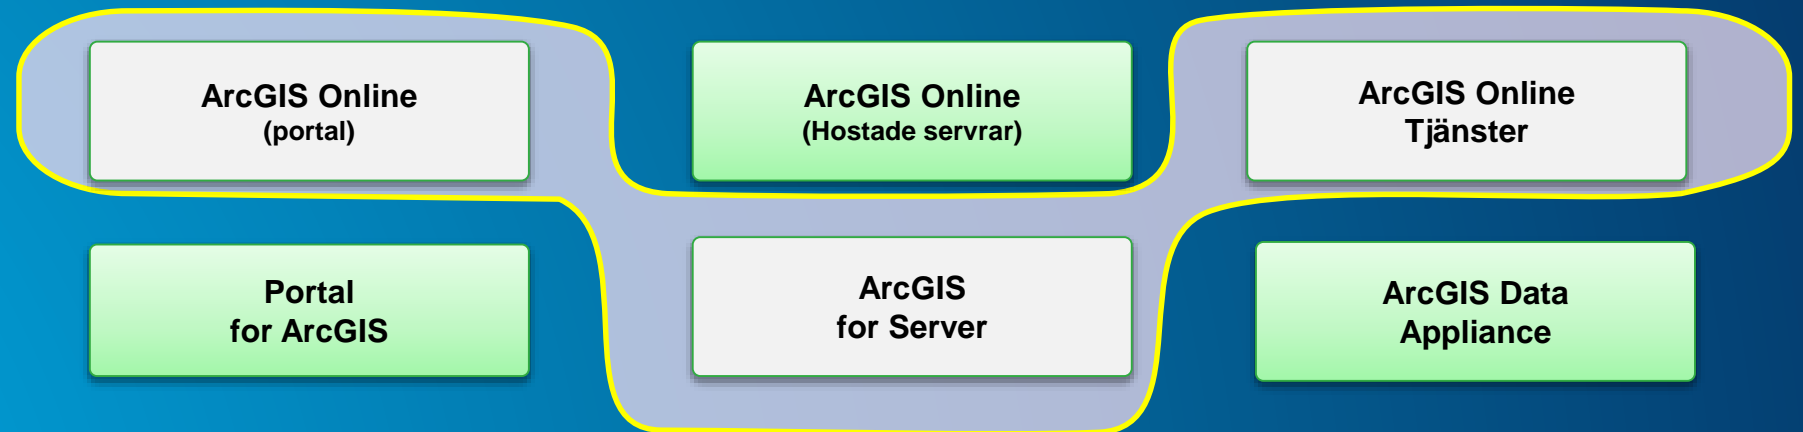 ArcGIS Online
(portal)
ArcGIS Online
(Hostade servrar)
ArcGIS Online
Tjänster
Portal
for ArcGIS
ArcGIS
for Server
ArcGIS Data
Appliance